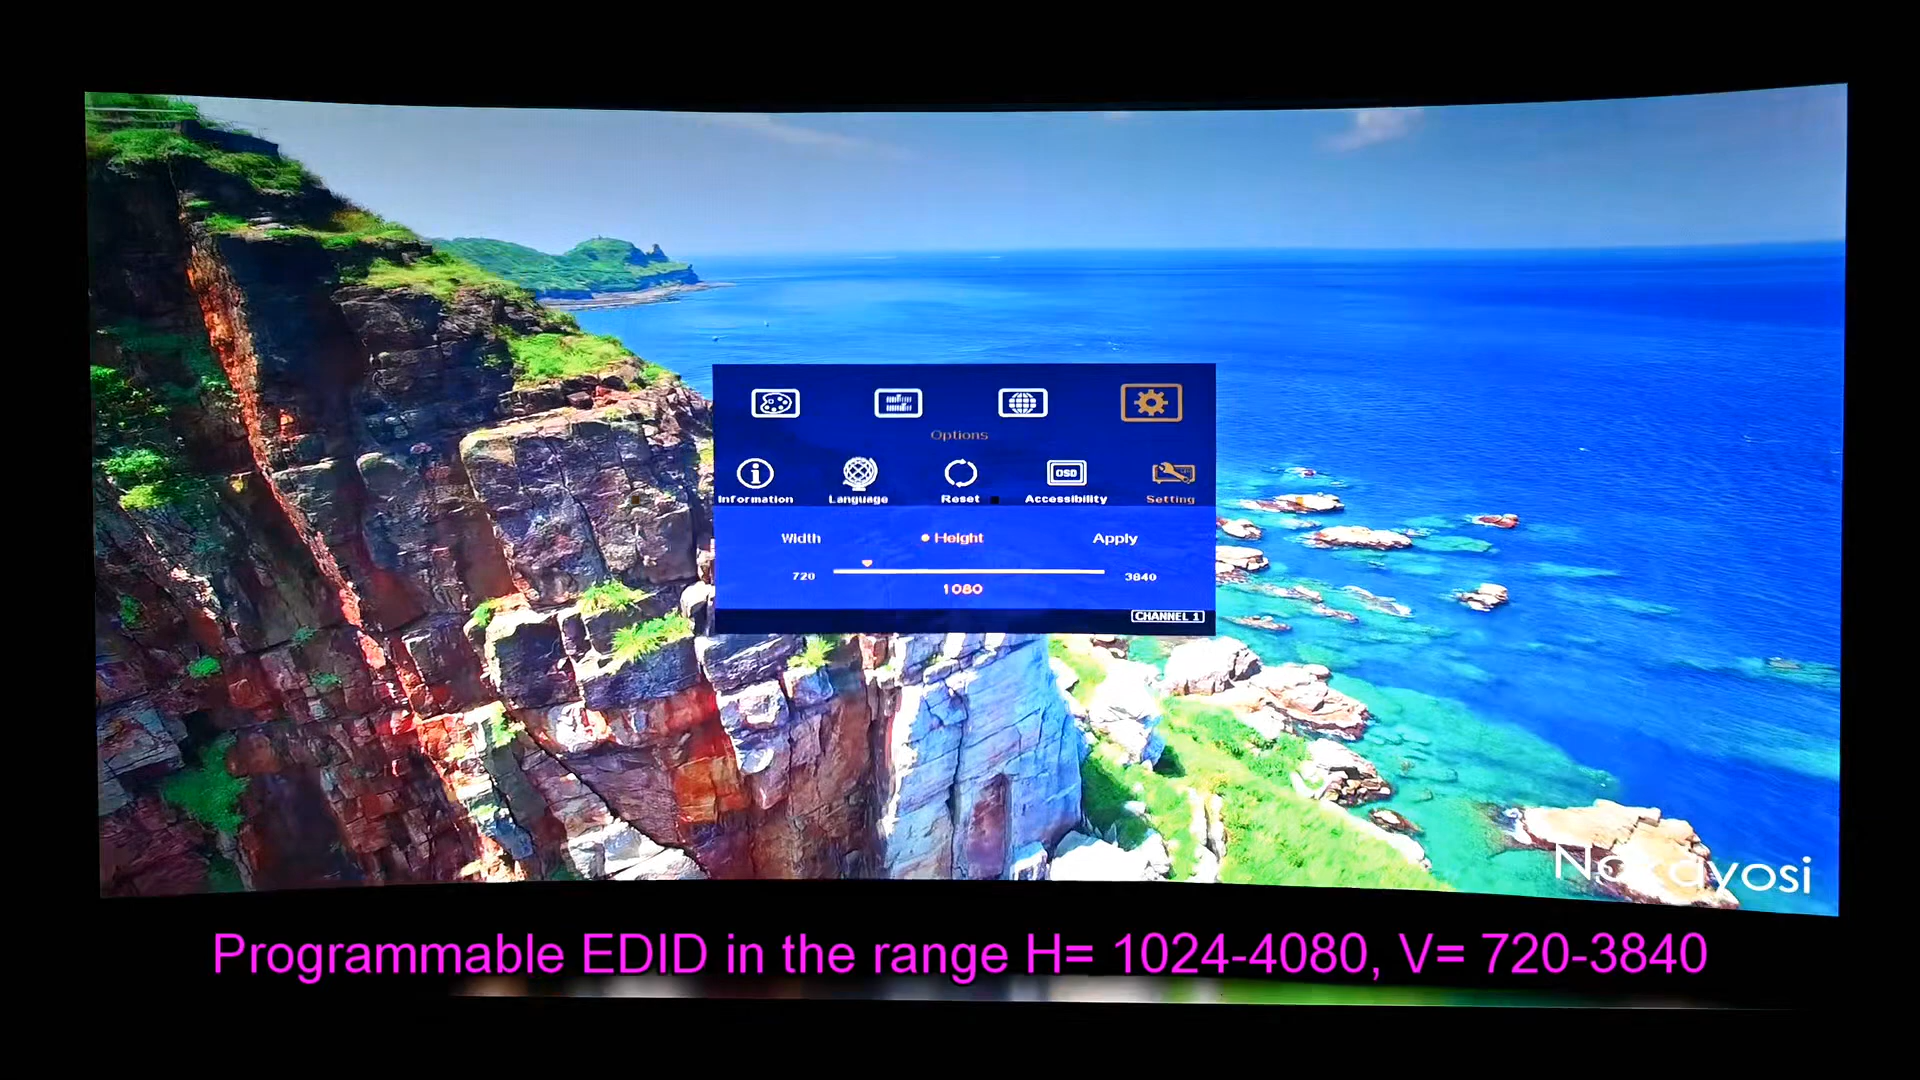 Options
Information Language Reset Accessibility Setting
Width Height Apply
720 3840
1080
CHANNEL 1
Nakayosi
Programmable EDID in the range H= 1024-4080, V= 720-3840